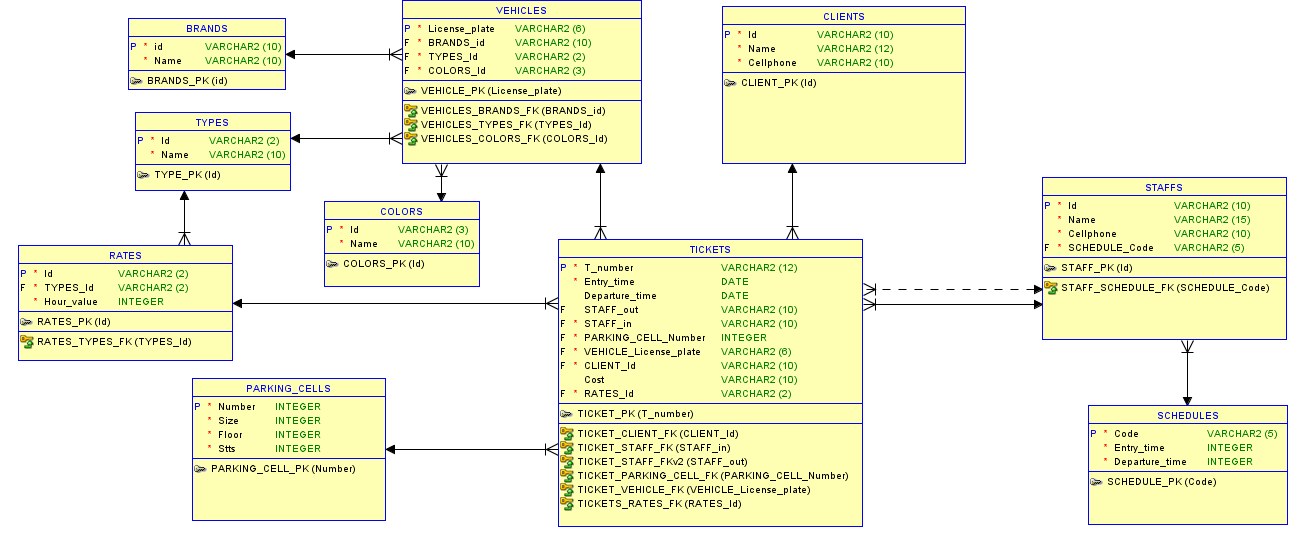 BRANDS
P * id VARCHAR2 (10)
* Name VARCHAR2 (10)
BRANDS_PK (id)
VEHICLES
P * License_plate VARCHAR2 (6)
F * BRANDS_id VARCHAR2 (10)
F * TYPES_Id VARCHAR2 (2)
F * COLORS_Id VARCHAR2 (3)
VEHICLE_PK (License_plate)
VEHICLES_BRANDS_FK (BRANDS_id)
VEHICLES_TYPES_FK (TYPES_Id)
VEHICLES_COLORS_FK (COLORS_Id)
CLIENTS
P * Id VARCHAR2 (10)
* Name VARCHAR2 (12)
* Cellphone VARCHAR2 (10)
CLIENT_PK (Id)
TYPES
P * Id VARCHAR2 (2)
* Name VARCHAR2 (10)
TYPE_PK (Id)
COLORS
P * Id VARCHAR2 (3)
* Name VARCHAR2 (10)
COLORS_PK (Id)
STAFFS
P * Id VARCHAR2 (10)
* Name VARCHAR2 (15)
* Cellphone VARCHAR2 (10)
F * SCHEDULE_Code VARCHAR2 (5)
STAFF_PK (Id)
STAFF_SCHEDULE_FK (SCHEDULE_Code)
RATES
P * Id VARCHAR2 (2)
F * TYPES_Id VARCHAR2 (2)
* Hour_value INTEGER
RATES_PK (Id)
RATES_TYPES_FK (TYPES_Id)
TICKETS
P * T_number VARCHAR2 (12)
* Entry_time DATE
Departure_time DATE
F STAFF_out VARCHAR2 (10)
F * STAFF_in VARCHAR2 (10)
F * PARKING_CELL_Number INTEGER
F * VEHICLE_License_plate VARCHAR2 (6)
F * CLIENT_Id VARCHAR2 (10)
Cost VARCHAR2 (10)
F * RATES_Id VARCHAR2 (2)
TICKET_PK (T_number)
TICKET_CLIENT_FK (CLIENT_Id)
TICKET_STAFF_FK (STAFF_in)
TICKET_STAFF_FKv2 (STAFF_out)
TICKET_PARKING_CELL_FK (PARKING_CELL_Number)
TICKET_VEHICLE_FK (VEHICLE_License_plate)
TICKETS_RATES_FK (RATES_Id)
PARKING_CELLS
P * Number INTEGER
* Size INTEGER
* Floor INTEGER
* Stts INTEGER
PARKING_CELL_PK (Number)
SCHEDULES
P * Code VARCHAR2 (5)
* Entry_time INTEGER
* Departure_time INTEGER
SCHEDULE_PK (Code)